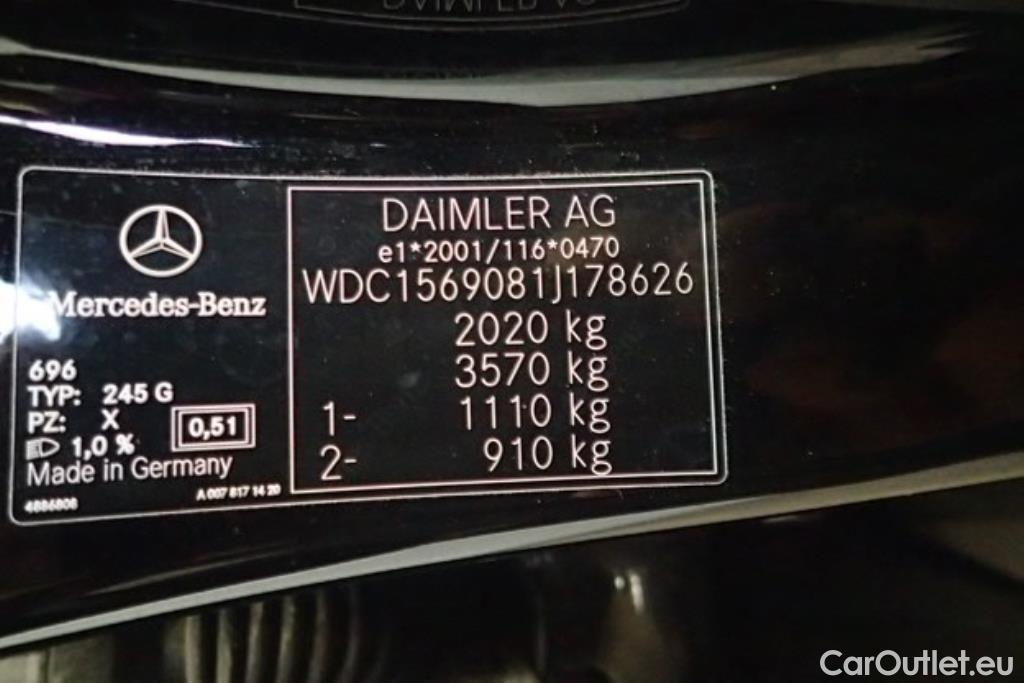 Mercedes-Benz
696
TYP: 245 G
PZ: X
1,0 %
0,51
Made in Germany
4886808
A 007 817 14 20
DAIMLER AG
e1*2001/116*0470
WDC1569081J178626
2020 kg
3570 kg
1- 1110 kg
2- 910 kg
CarOutlet.eu